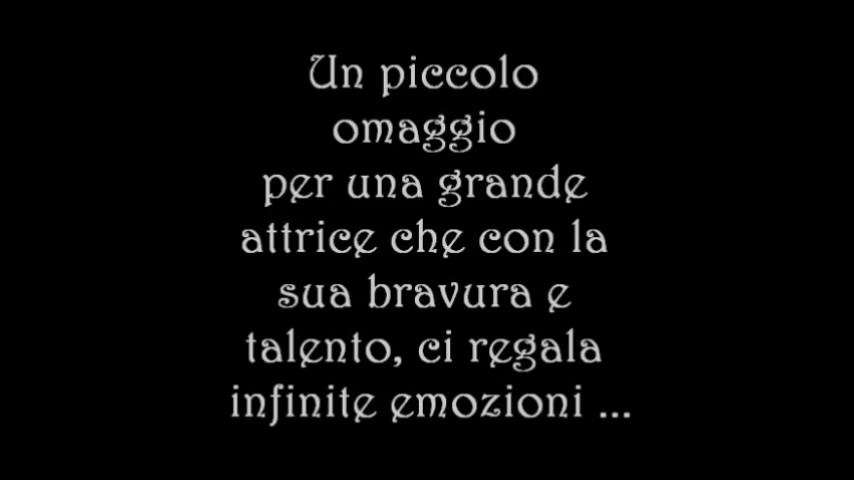 Un piccolo
omaggio
per una grande
attrice che con la
sua bravura e
talento, ci regala
infinite emozioni ...